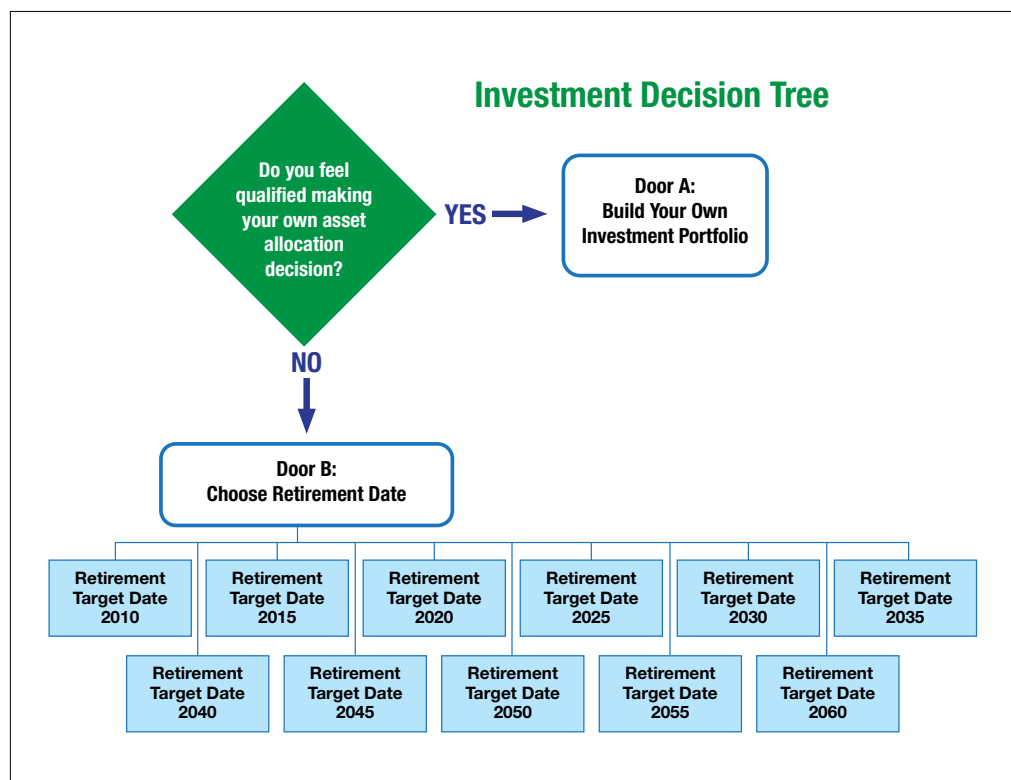 Investment Decision Tree
Do you feel
qualified making
your own asset
allocation
decision?
YES
Door A:
Build Your Own
Investment Portfolio
NO
Door B:
Choose Retirement Date
Retirement
Target Date
2010
Retirement
Target Date
2015
Retirement
Target Date
2020
Retirement
Target Date
2025
Retirement
Target Date
2030
Retirement
Target Date
2035
Retirement
Target Date
2040
Retirement
Target Date
2045
Retirement
Target Date
2050
Retirement
Target Date
2055
Retirement
Target Date
2060